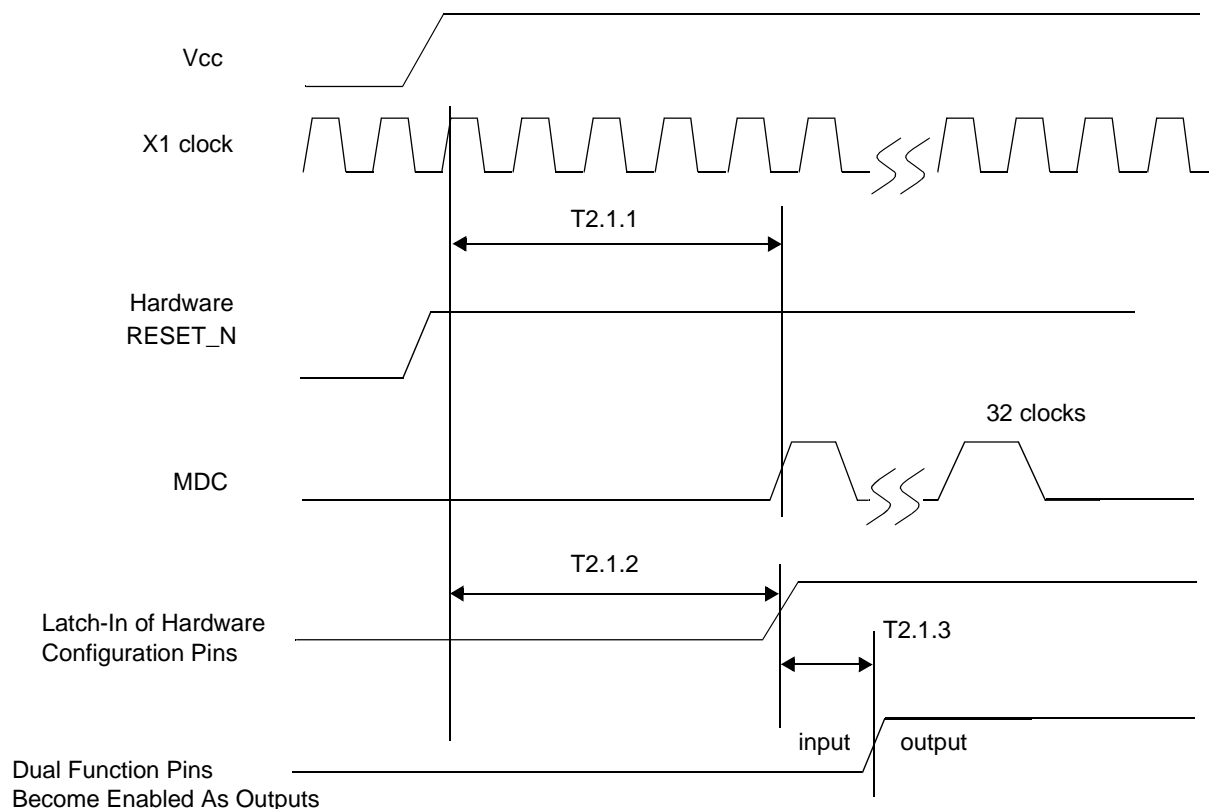 Vcc
X1 clock
T2.1.1
Hardware
RESET_N
32 clocks
MDC
T2.1.2
Latch-In of Hardware
Configuration Pins
T2.1.3
input
output
Dual Function Pins
Become Enabled As Outputs